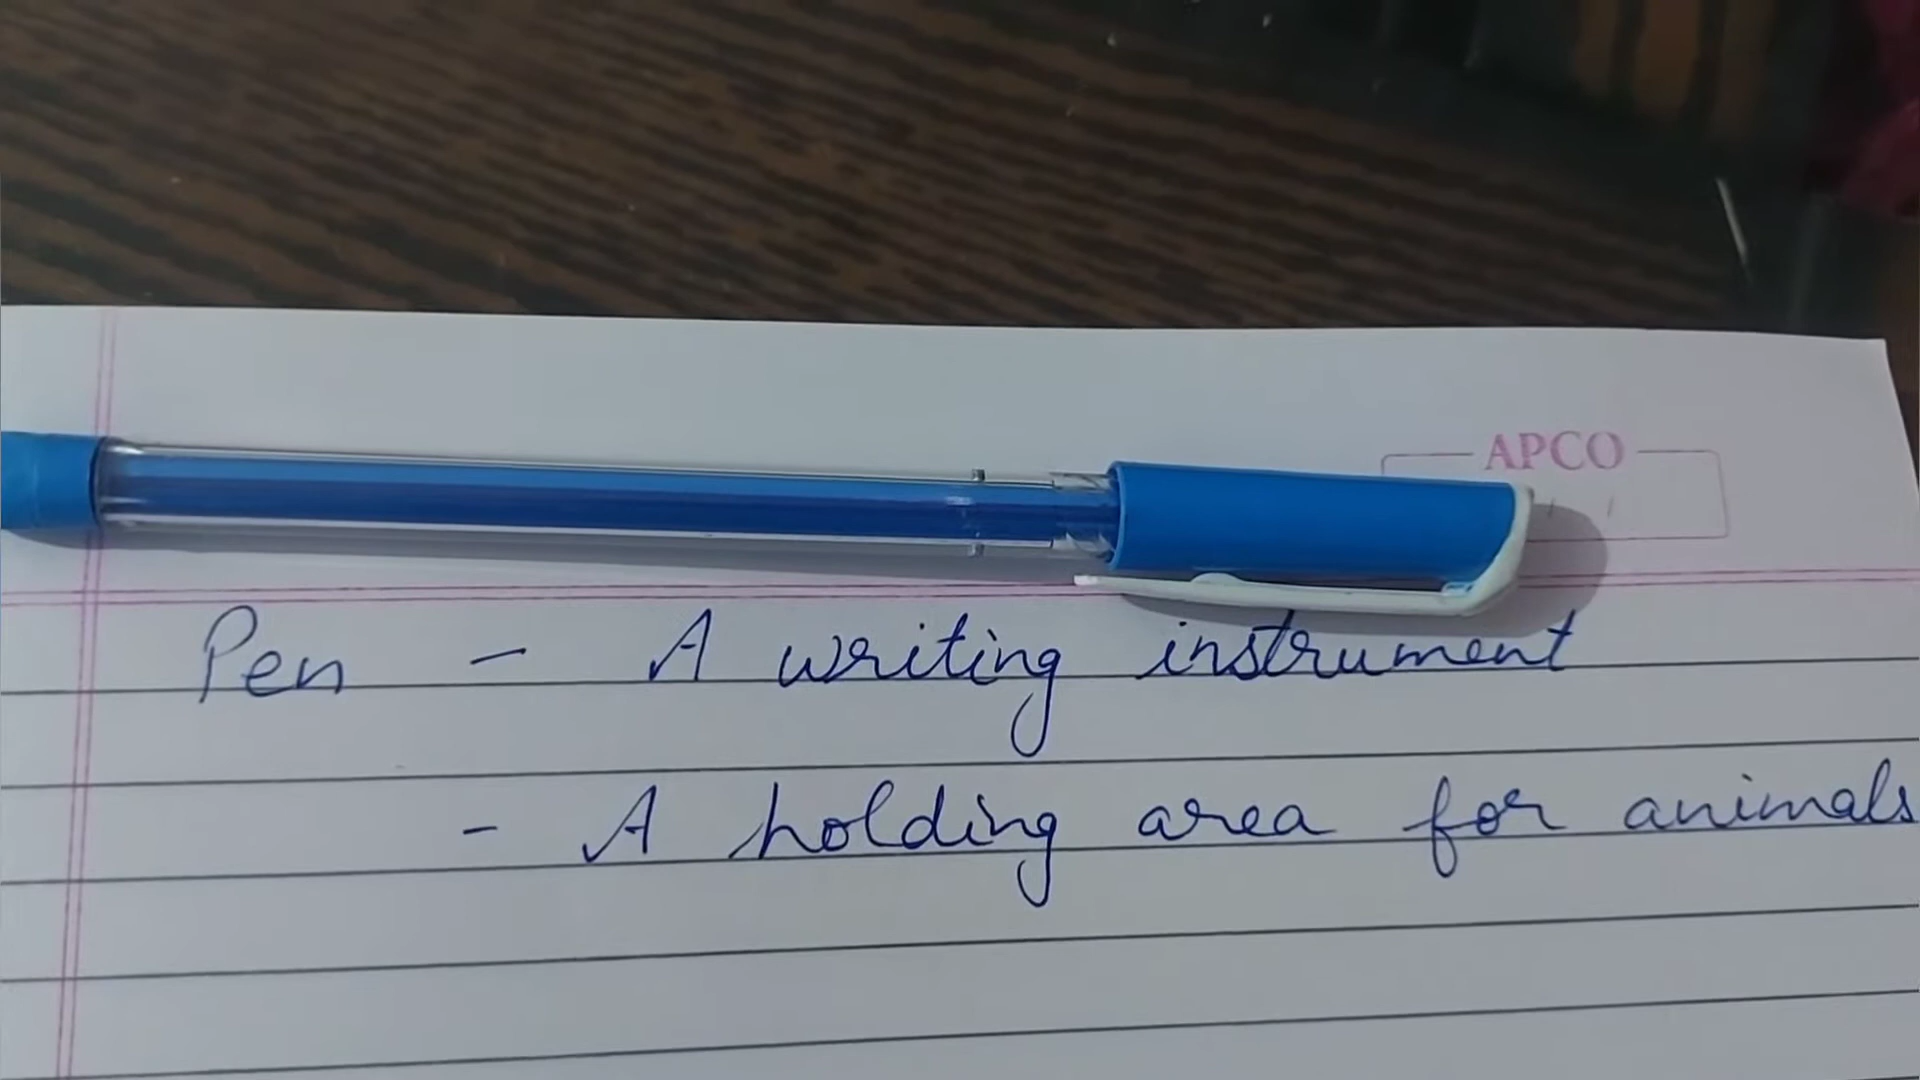 APCO
Pen - A writing instrument
- A holding area for animals